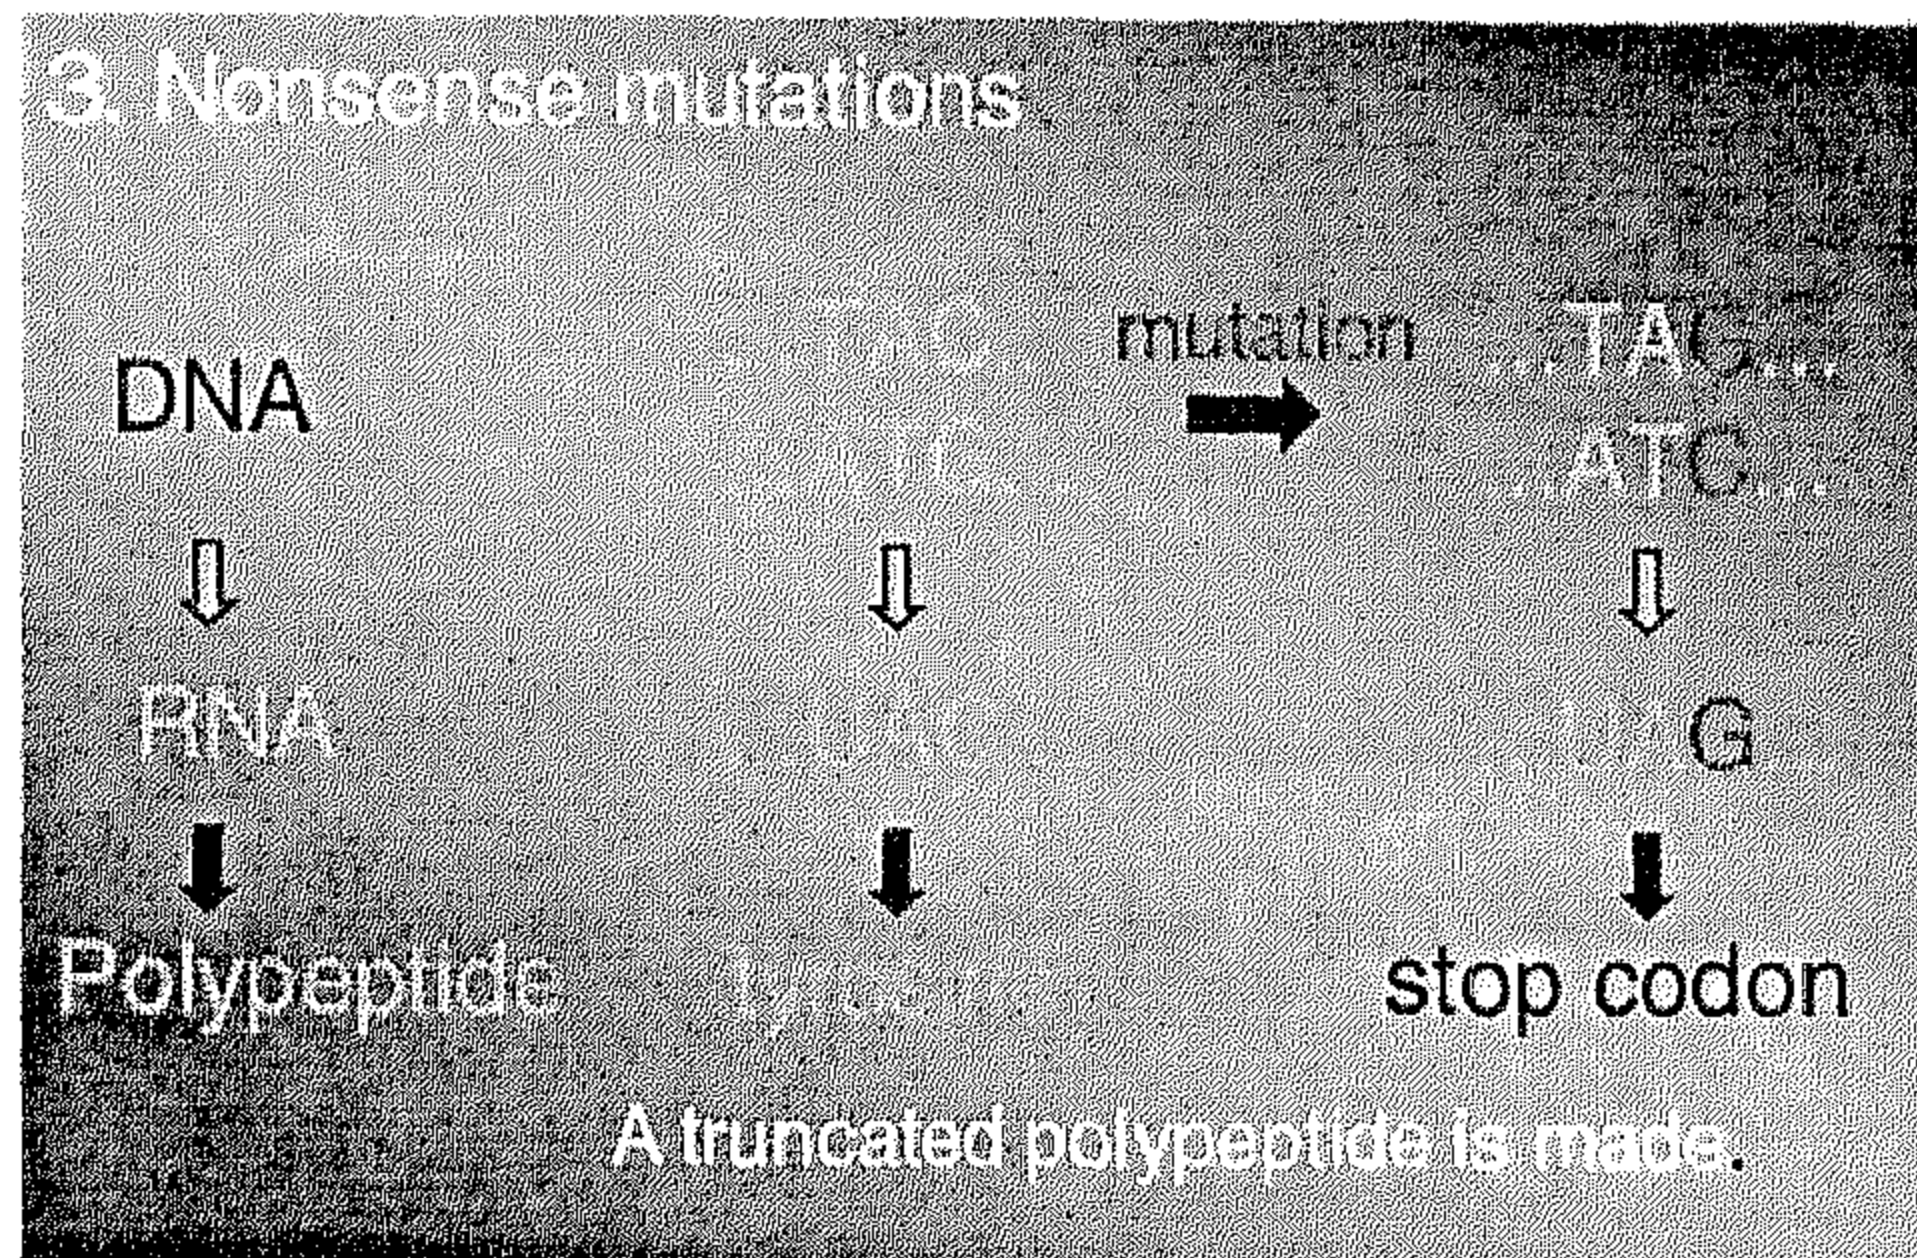 3. Nonsense mutations
mutation
...TAG...
DNA
...ATC...
RNA
G
Polypeptide
stop codon
A truncated polypeptide is made.